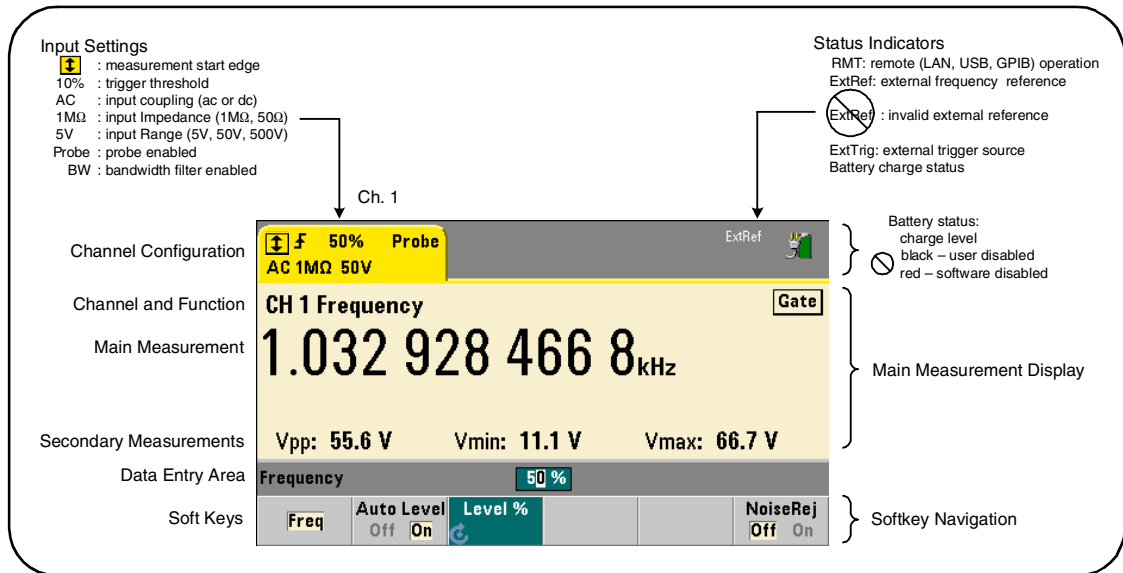 Input Settings
: measurement start edge
10% : trigger threshold
AC : input coupling (ac or dc)
1MΩ : input Impedance (1MΩ, 50Ω)
5V : input Range (5V, 50V, 500V)
Probe : probe enabled
BW : bandwidth filter enabled
Status Indicators
RMT: remote (LAN, USB, GPIB) operation
ExtRef: external frequency reference
ExtRef : invalid external reference
ExtTrig: external trigger source
Battery charge status
Ch. 1
Channel Configuration
50% Probe
AC 1MΩ 50V
ExtRef
Battery status:
charge level
black – user disabled
red – software disabled
Channel and Function
CH 1 Frequency
Gate
Main Measurement
1.032 928 466 8kHz
Main Measurement Display
Secondary Measurements
Vpp: 55.6 V Vmin: 11.1 V Vmax: 66.7 V
Data Entry Area
Frequency 50 %
Soft Keys
Freq
Auto Level
Off On
Level %
NoiseRej
Off On
Softkey Navigation